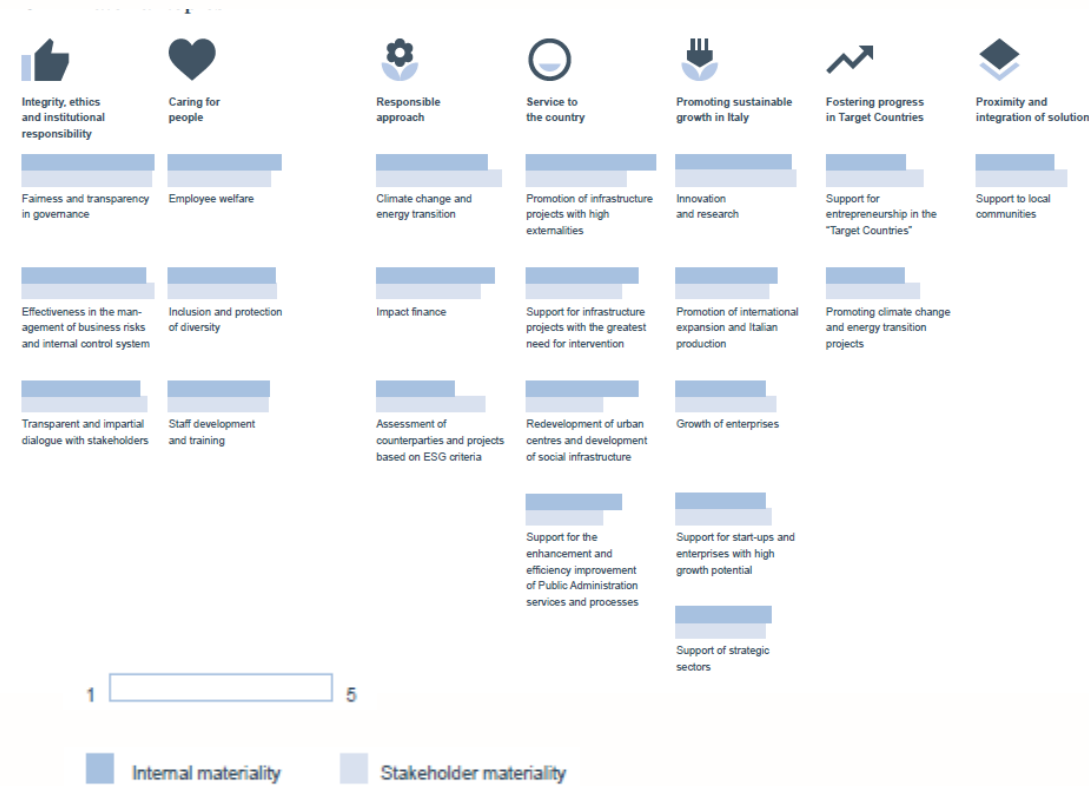 Integrity, ethics
and institutional
responsibility
Caring for
people
Responsible
approach
Service to
the country
Promoting sustainable
growth in Italy
Fostering progress
in Target Countries
Proximity and
integration of solution
Fairness and transparency
in governance
Employee welfare
Climate change and
energy transition
Promotion of infrastructure
projects with high
externalities
Innovation
and research
Support for
entrepreneurship in the
"Target Countries"
Support to local
communities
Effectiveness in the man-
agement of business risks
and internal control system
Inclusion and protection
of diversity
Impact finance
Support for infrastructure
projects with the greatest
need for intervention
Promotion of international
expansion and Italian
production
Promoting climate change
and energy transition
projects
Transparent and impartial
dialogue with stakeholders
Staff development
and training
Assessment of
counterparties and projects
based on ESG criteria
Redevelopment of urban
centres and development
of social infrastructure
Growth of enterprises
Support for the
enhancement and
efficiency improvement
of Public Administration
services and processes
Support for start-ups and
enterprises with high
growth potential
Support of strategic
sectors
1 5
Internal materiality
Stakeholder materiality